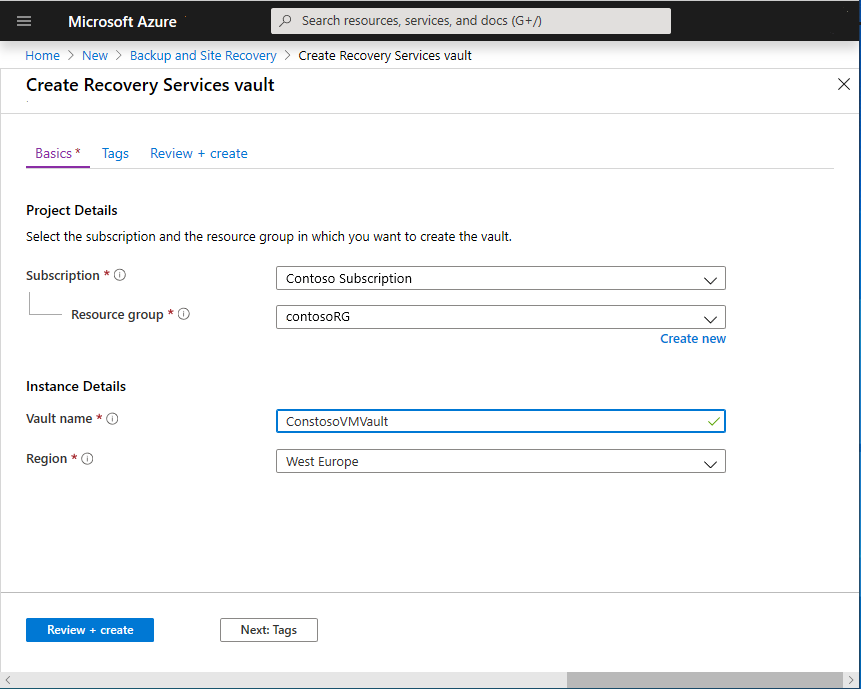 Microsoft Azure
Search resources, services, and docs (G+/)
Home > New > Backup and Site Recovery > Create Recovery Services vault
Create Recovery Services vault
Basics * Tags Review + create
Project Details
Select the subscription and the resource group in which you want to create the vault.
Subscription * Contoso Subscription
Resource group * contosoRG
Create new
Instance Details
Vault name * ConstosoVMVault
Region * West Europe
Review + create Next: Tags